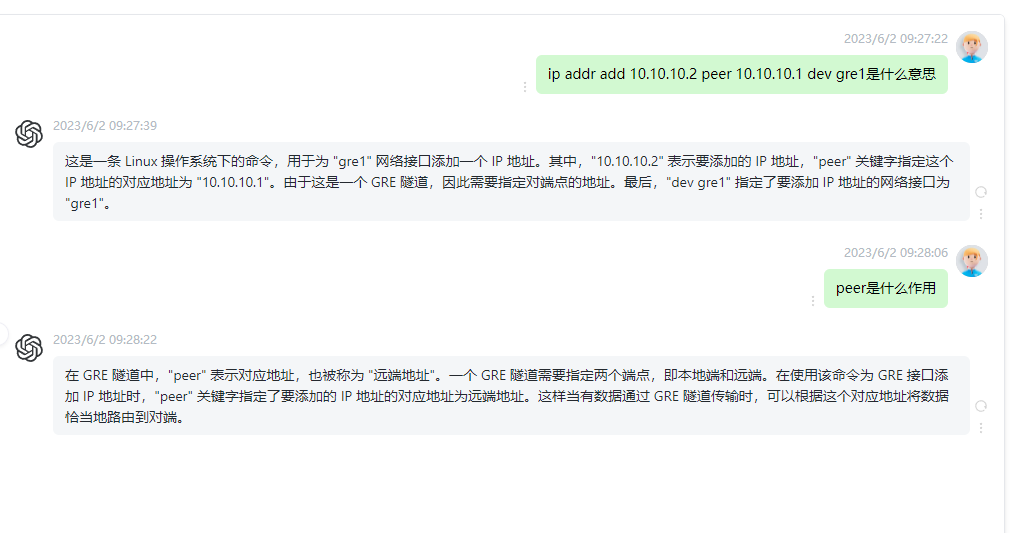 2023/6/2 09:27:22
ip addr add 10.10.10.2 peer 10.10.10.1 dev gre1是什么意思
2023/6/2 09:27:39
这是一条 Linux 操作系统下的命令，用于为 "gre1" 网络接口添加一个 IP 地址。其中，"10.10.10.2" 表示要添加的 IP 地址，"peer" 关键字指定这个
IP 地址的对应地址为 "10.10.10.1"。由于这是一个 GRE 隧道，因此需要指定对端点的地址。最后，"dev gre1" 指定了要添加 IP 地址的网络接口为
"gre1"。
2023/6/2 09:28:06
peer是什么作用
2023/6/2 09:28:22
在 GRE 隧道中，"peer" 表示对应地址，也被称为 "远端地址"。一个 GRE 隧道需要指定两个端点，即本地端和远端。在使用该命令为 GRE 接口添
加 IP 地址时，"peer" 关键字指定了要添加的 IP 地址的对应地址为远端地址。这样当有数据通过 GRE 隧道传输时，可以根据这个对应地址将数据
恰当地路由到对端。